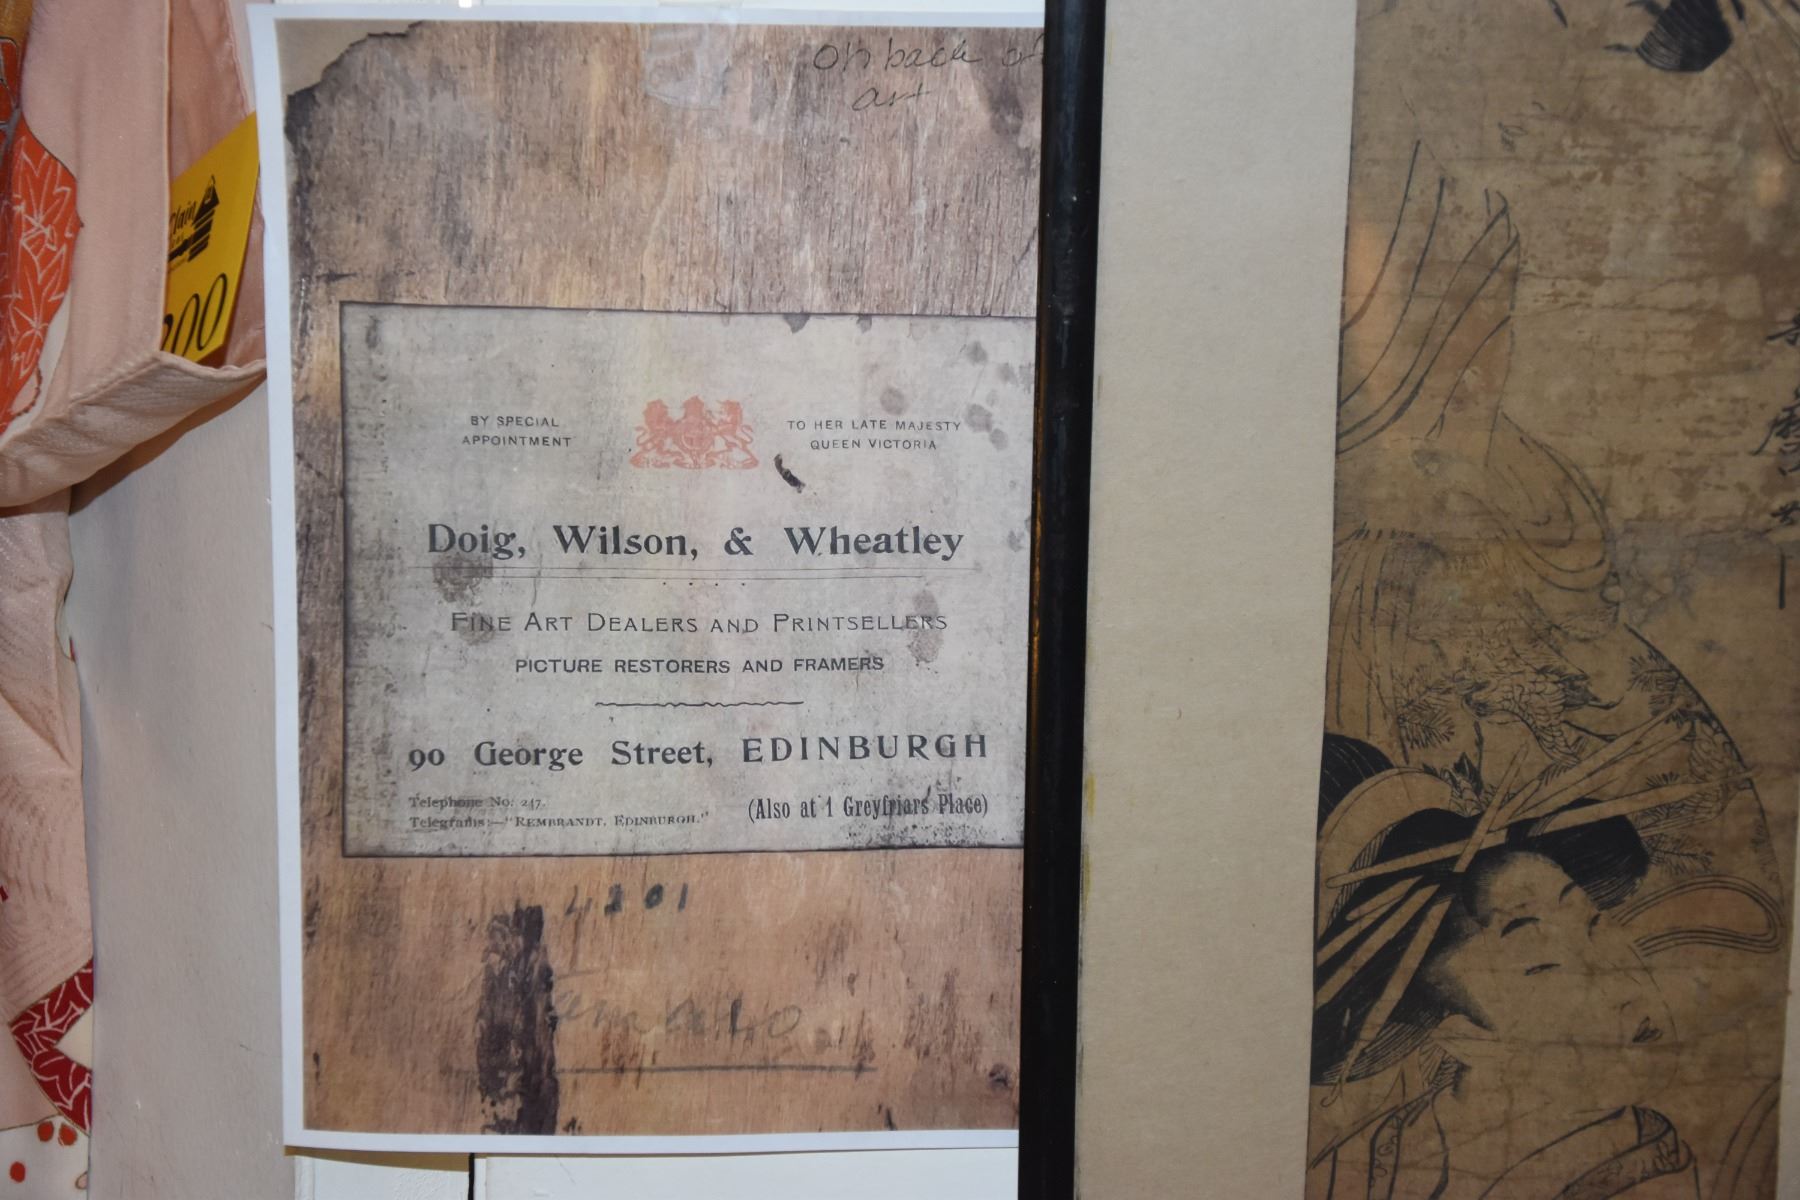 On back of
art
BY SPECIAL
APPOINTMENT
TO HER LATE MAJESTY
QUEEN VICTORIA
Doig, Wilson, & Wheatley
FINE ART DEALERS AND PRINTSELLERS
PICTURE RESTORERS AND FRAMERS
90 George Street, EDINBURGH
Telephone No. 247.
Telegrams:—"REMBRANDT, EDINBURGH."
(Also at 1 Greyfriars Place)
4201